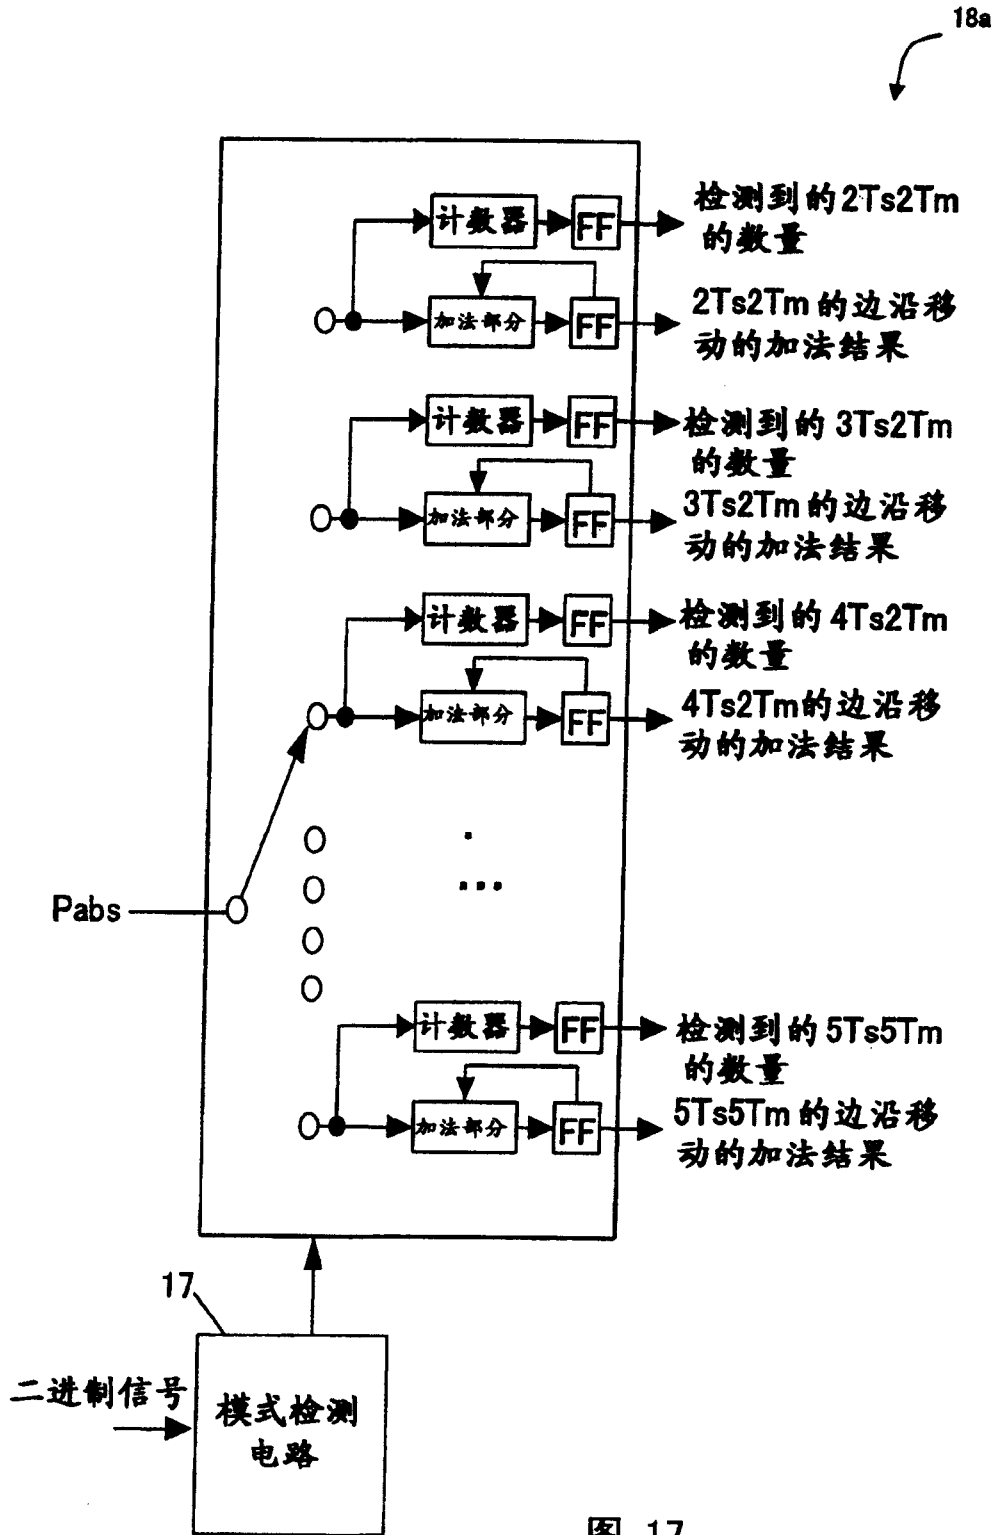 18a
计数器
FF
检测到的2Ts2Tm
的数量
加法部分
FF
2Ts2Tm的边沿移
动的加法结果
计数器
FF
检测到的3Ts2Tm
的数量
加法部分
FF
3Ts2Tm的边沿移
动的加法结果
计数器
FF
检测到的4Ts2Tm
的数量
加法部分
FF
4Ts2Tm的边沿移
动的加法结果
Pabs
计数器
FF
检测到的5Ts5Tm
的数量
加法部分
FF
5Ts5Tm的边沿移
动的加法结果
17
二进制信号
模式检测
电路
图 17